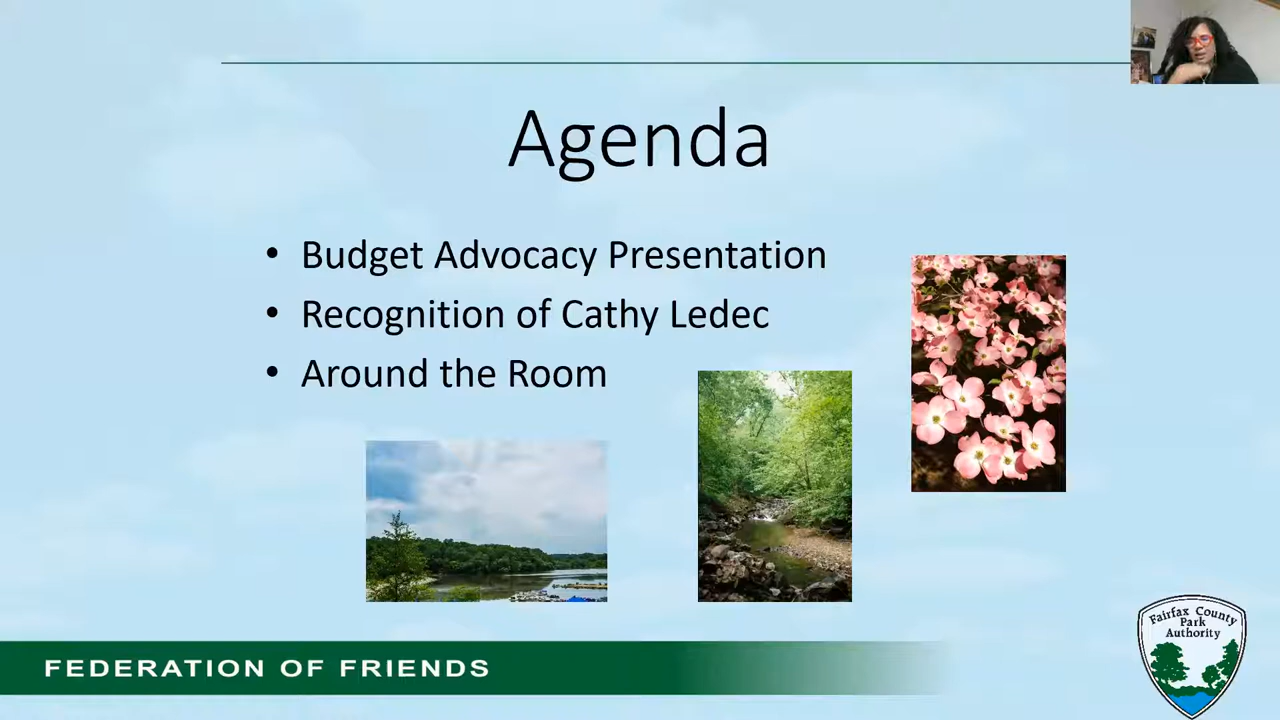 Agenda
• Budget Advocacy Presentation
• Recognition of Cathy Ledec
• Around the Room
FEDERATION OF FRIENDS
Fairfax County
Park
Authority